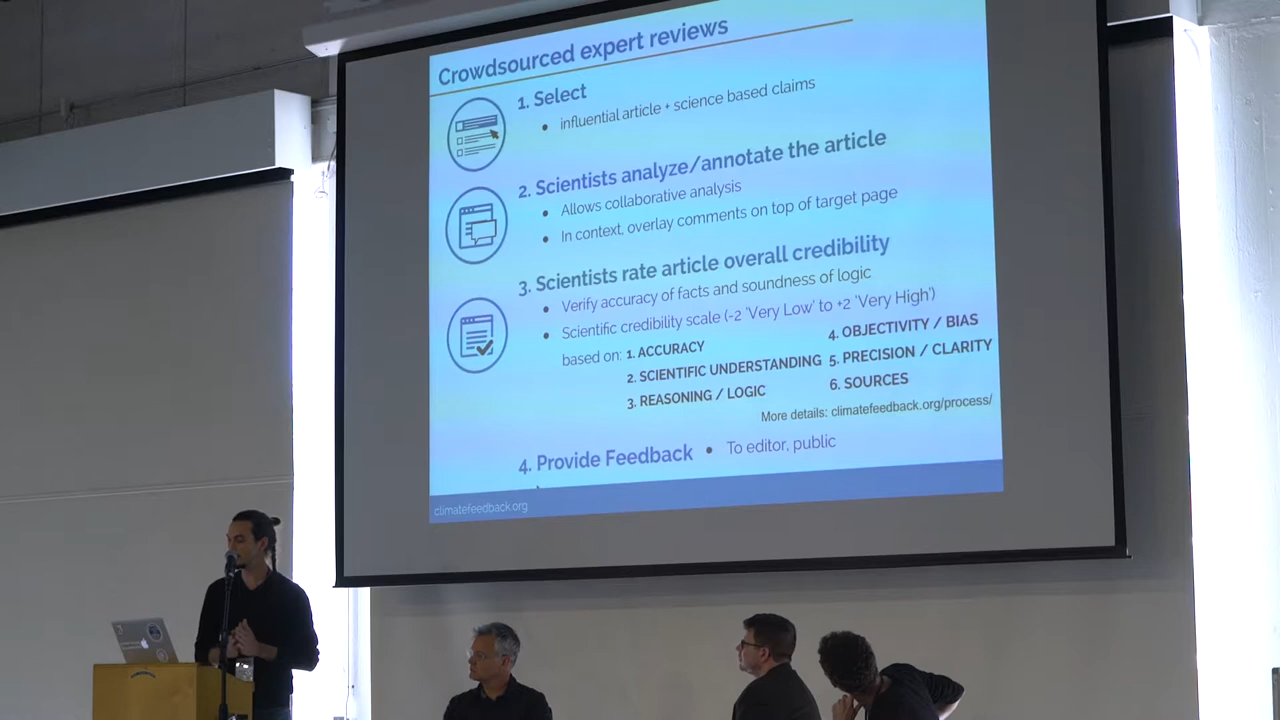 Crowdsourced expert reviews
1. Select
• influential article + science based claims
2. Scientists analyze/annotate the article
• Allows collaborative analysis
• In context, overlay comments on top of target page
3. Scientists rate article overall credibility
• Verify accuracy of facts and soundness of logic
• Scientific credibility scale (-2 'Very Low' to +2 'Very High')
based on: 1. ACCURACY
2. SCIENTIFIC UNDERSTANDING
3. REASONING / LOGIC
4. OBJECTIVITY / BIAS
5. PRECISION / CLARITY
6. SOURCES
More details: climatefeedback.org/process/
4. Provide Feedback • To editor, public
climatefeedback.org